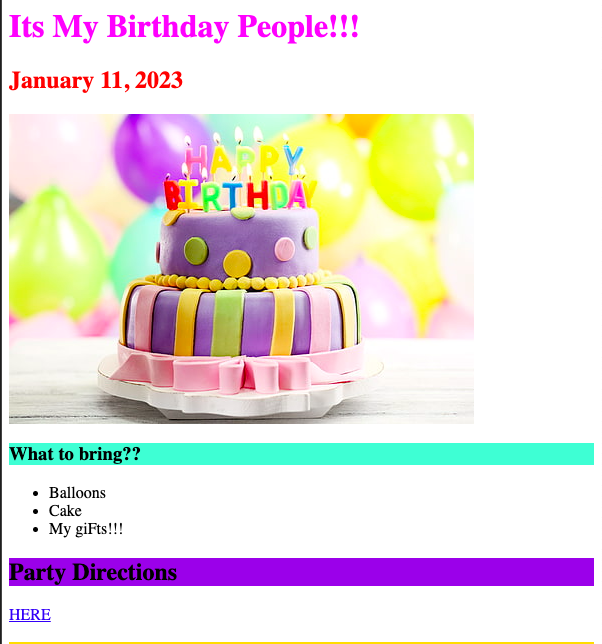 Its My Birthday People!!!
January 11, 2023
HAPPY
BIRTHDAY
What to bring??
Balloons
Cake
My giFts!!!
Party Directions
HERE